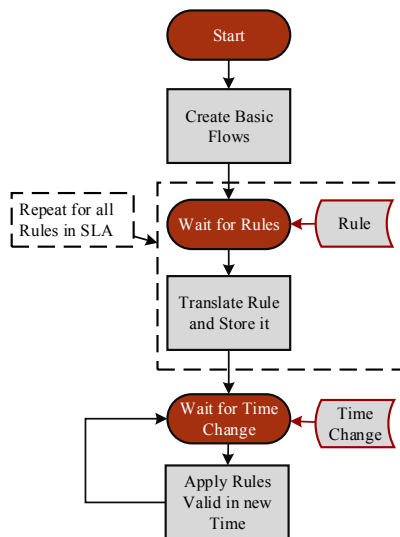 Start
Create Basic
Flows
Repeat for all
Rules in SLA
Wait for Rules
Rule
Translate Rule
and Store it
Wait for Time
Change
Time
Change
Apply Rules
Valid in new
Time